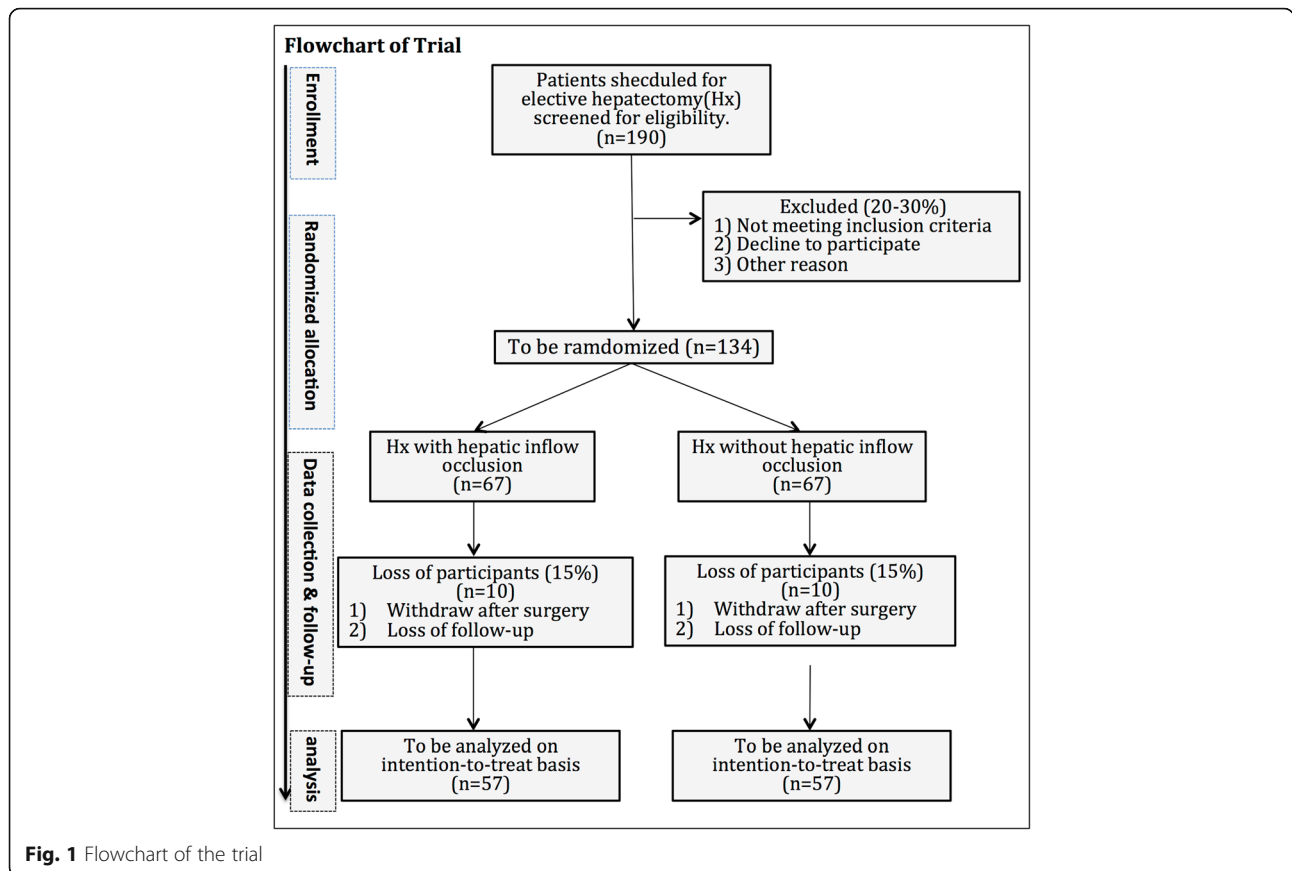 Flowchart of Trial
Enrollment
Patients shecduled for
elective hepatectomy(Hx)
screened for eligibility.
(n=190)
Excluded (20-30%)
1) Not meeting inclusion criteria
2) Decline to participate
3) Other reason
Randomized allocation
To be ramdomized (n=134)
Hx with hepatic inflow
occlusion
(n=67)
Hx without hepatic inflow
occlusion
(n=67)
Data collection & follow-up
Loss of participants (15%)
(n=10)
1) Withdraw after surgery
2) Loss of follow-up
Loss of participants (15%)
(n=10)
1) Withdraw after surgery
2) Loss of follow-up
analysis
To be analyzed on
intention-to-treat basis
(n=57)
To be analyzed on
intention-to-treat basis
(n=57)
Fig. 1 Flowchart of the trial